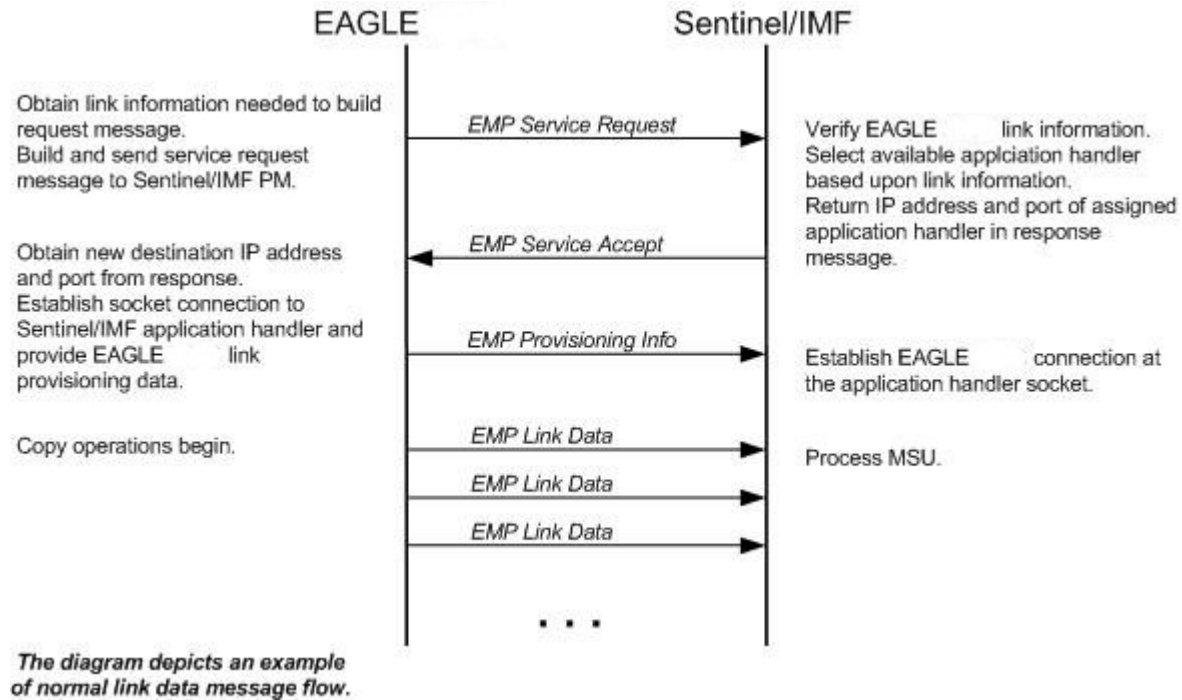 EAGLE
Sentinel/IMF
Obtain link information needed to build
request message.
Build and send service request
message to Sentinel/IMF PM.
EMP Service Request
Verify EAGLE link information.
Select available applciation handler
based upon link information.
Return IP address and port of assigned
application handler in response
message.
EMP Service Accept
Obtain new destination IP address
and port from response.
Establish socket connection to
Sentinel/IMF application handler and
provide EAGLE link
provisioning data.
EMP Provisioning Info
Establish EAGLE connection at
the application handler socket.
Copy operations begin.
EMP Link Data
Process MSU.
EMP Link Data
EMP Link Data
. . .
The diagram depicts an example
of normal link data message flow.